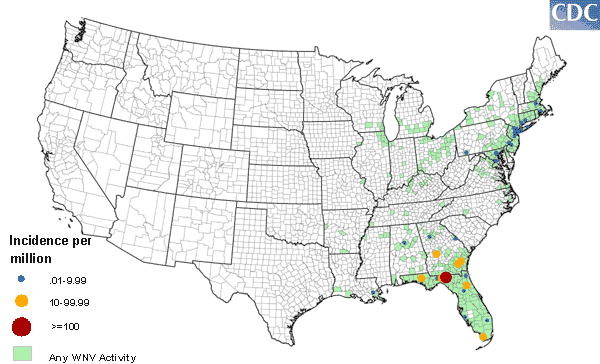 CDC
Incidence per
million
.01-9.99
10-99.99
>=100
Any WNV Activity